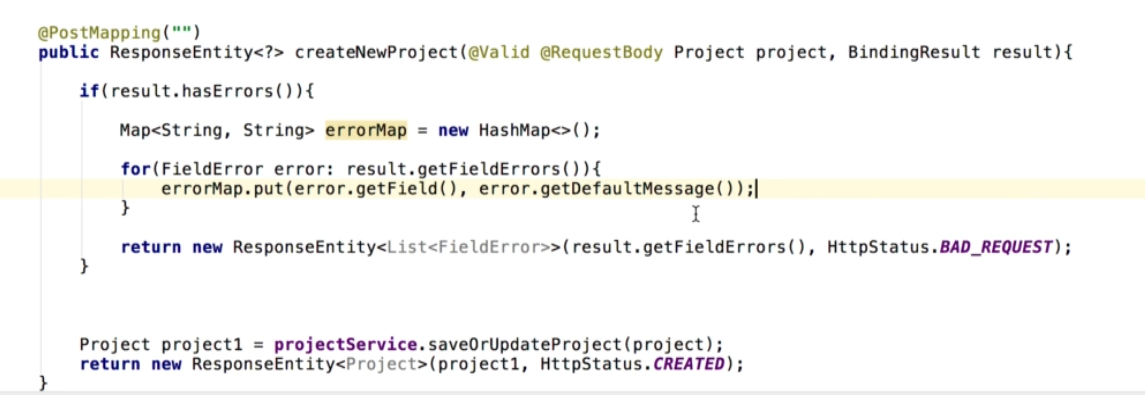 @PostMapping("")
public ResponseEntity<?> createNewProject(@Valid @RequestBody Project project, BindingResult result){
if(result.hasErrors()){
Map<String, String> errorMap = new HashMap<>();
for(FieldError error: result.getFieldErrors()){
errorMap.put(error.getField(), error.getDefaultMessage());
}
return new ResponseEntity<List<FieldError>>(result.getFieldErrors(), HttpStatus.BAD_REQUEST);
}
Project project1 = projectService.saveOrUpdateProject(project);
return new ResponseEntity<Project>(project1, HttpStatus.CREATED);
}